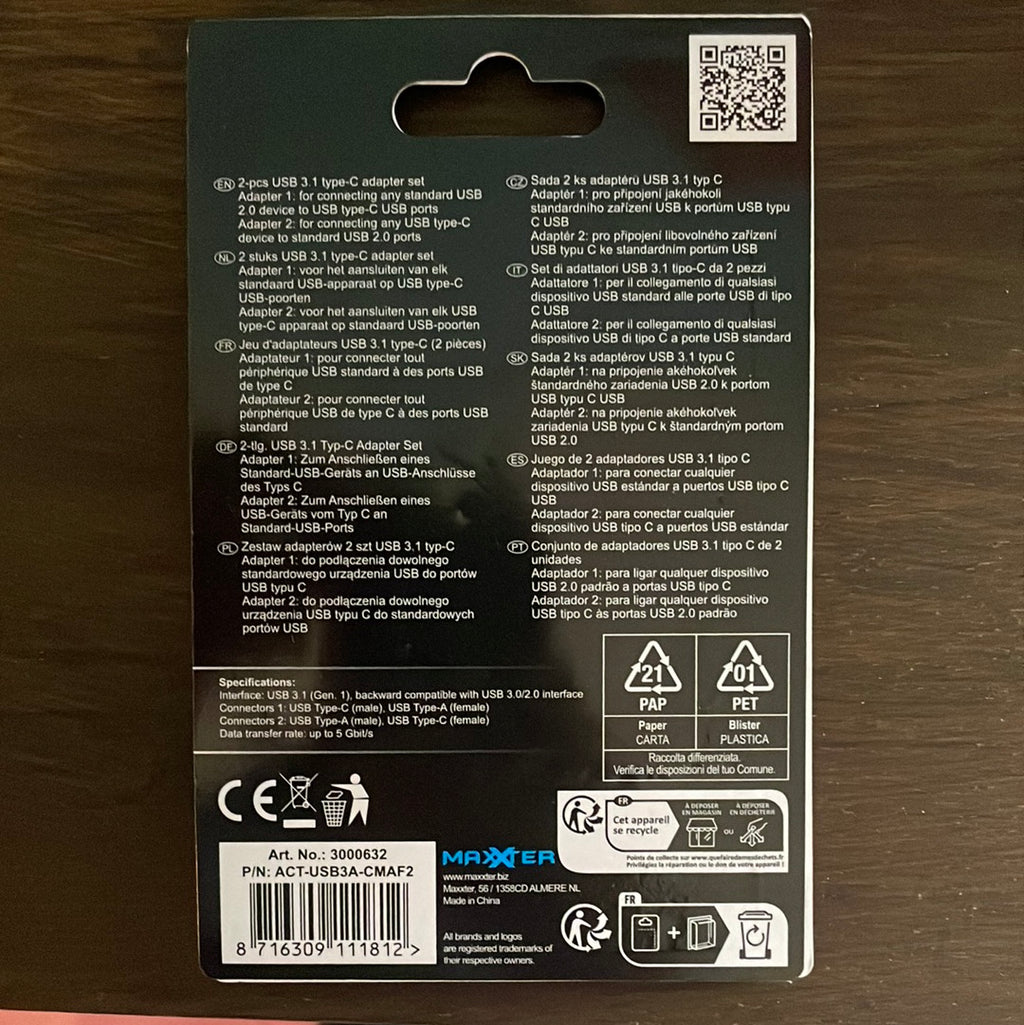 EN 2-pcs USB 3.1 type-C adapter set
Adapter 1: for connecting any standard USB
2.0 device to USB type-C USB ports
Adapter 2: for connecting any USB type-C
device to standard USB 2.0 ports
NL 2 stuks USB 3.1 type-C adapter set
Adapter 1: voor het aansluiten van elk
standaard USB-apparaat op USB type-C
USB-poorten
Adapter 2: voor het aansluiten van elk USB
type-C apparaat op standaard USB-poorten
FR Jeu d'adaptateurs USB 3.1 type-C (2 pièces)
Adaptateur 1: pour connecter tout
périphérique USB standard à des ports USB
de type C
Adaptateur 2: pour connecter tout
périphérique USB de type C à des ports USB
standard
DE 2-tlg. USB 3.1 Typ-C Adapter Set
Adapter 1: Zum Anschließen eines
Standard-USB-Geräts an USB-Anschlüsse
des Typs C
Adapter 2: Zum Anschließen eines
USB-Geräts vom Typ C an
Standard-USB-Ports
PL Zestaw adapterów 2 szt USB 3.1 typ-C
Adapter 1: do podłączenia dowolnego
standardowego urządzenia USB do portów
USB typu C
Adapter 2: do podłączenia dowolnego
urządzenia USB typu C do standardowych
portów USB
CZ Sada 2 ks adaptérů USB 3.1 typ C
Adaptér 1: pro připojení jakéhokoli
standardního zařízení USB k portům USB typu
C USB
Adaptér 2: pro připojení libovolného zařízení
USB typu C ke standardním portům USB
IT Set di adattatori USB 3.1 tipo-C da 2 pezzi
Adattatore 1: per il collegamento di qualsiasi
dispositivo USB standard alle porte USB di tipo
C USB
Adattatore 2: per il collegamento di qualsiasi
dispositivo USB di tipo C a porte USB standard
SK Sada 2 ks adaptérov USB 3.1 typu C
Adaptér 1: na pripojenie akéhokoľvek
štandardného zariadenia USB 2.0 k portom
USB typu C USB
Adaptér 2: na pripojenie akéhokoľvek
zariadenia USB typu C k štandardným portom
USB 2.0
ES Juego de 2 adaptadores USB 3.1 tipo C
Adaptador 1: para conectar cualquier
dispositivo USB estándar a puertos USB tipo C
USB
Adaptador 2: para conectar cualquier
dispositivo USB tipo C a puertos USB estándar
PT Conjunto de adaptadores USB 3.1 tipo C de 2
unidades
Adaptador 1: para ligar qualquer dispositivo
USB 2.0 padrão a portas USB tipo C
Adaptador 2: para ligar qualquer dispositivo
USB tipo C às portas USB 2.0 padrão
Specifications:
Interface: USB 3.1 (Gen. 1), backward compatible with USB 3.0/2.0 interface
Connectors 1: USB Type-C (male), USB Type-A (female)
Connectors 2: USB Type-A (male), USB Type-C (female)
Data transfer rate: up to 5 Gbit/s
21
PAP
Paper
CARTA
01
PET
Blister
PLASTICA
Raccolta differenziata.
Verifica le disposizioni del tuo Comune.
CE
FR
Cet appareil
se recycle
À DÉPOSER
EN MAGASIN
OU
À DÉPOSER
EN DÉCHÈTERIE
Points de collecte sur www.quefairedemesdechets.fr
Privilégiez la réparation ou le don de votre appareil!
Art. No.: 3000632
P/N: ACT-USB3A-CMAF2
8 716309 111812 >
MAXXTER
www.maxxter.biz
Maxxter, 56 / 1358CD ALMERE NL
Made in China
All brands and logos
are registered trademarks of
their respective owners.
FR
+